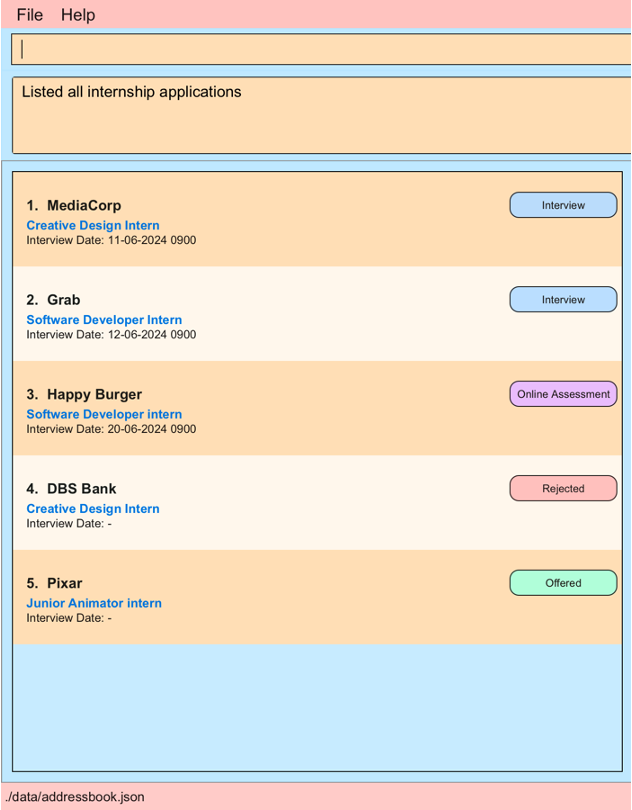 File Help
Listed all internship applications
1. MediaCorp
Interview
Creative Design Intern
Interview Date: 11-06-2024 0900
2. Grab
Interview
Software Developer Intern
Interview Date: 12-06-2024 0900
3. Happy Burger
Online Assessment
Software Developer intern
Interview Date: 20-06-2024 0900
4. DBS Bank
Rejected
Creative Design Intern
Interview Date: -
5. Pixar
Offered
Junior Animator intern
Interview Date: -
./data/addressbook.json